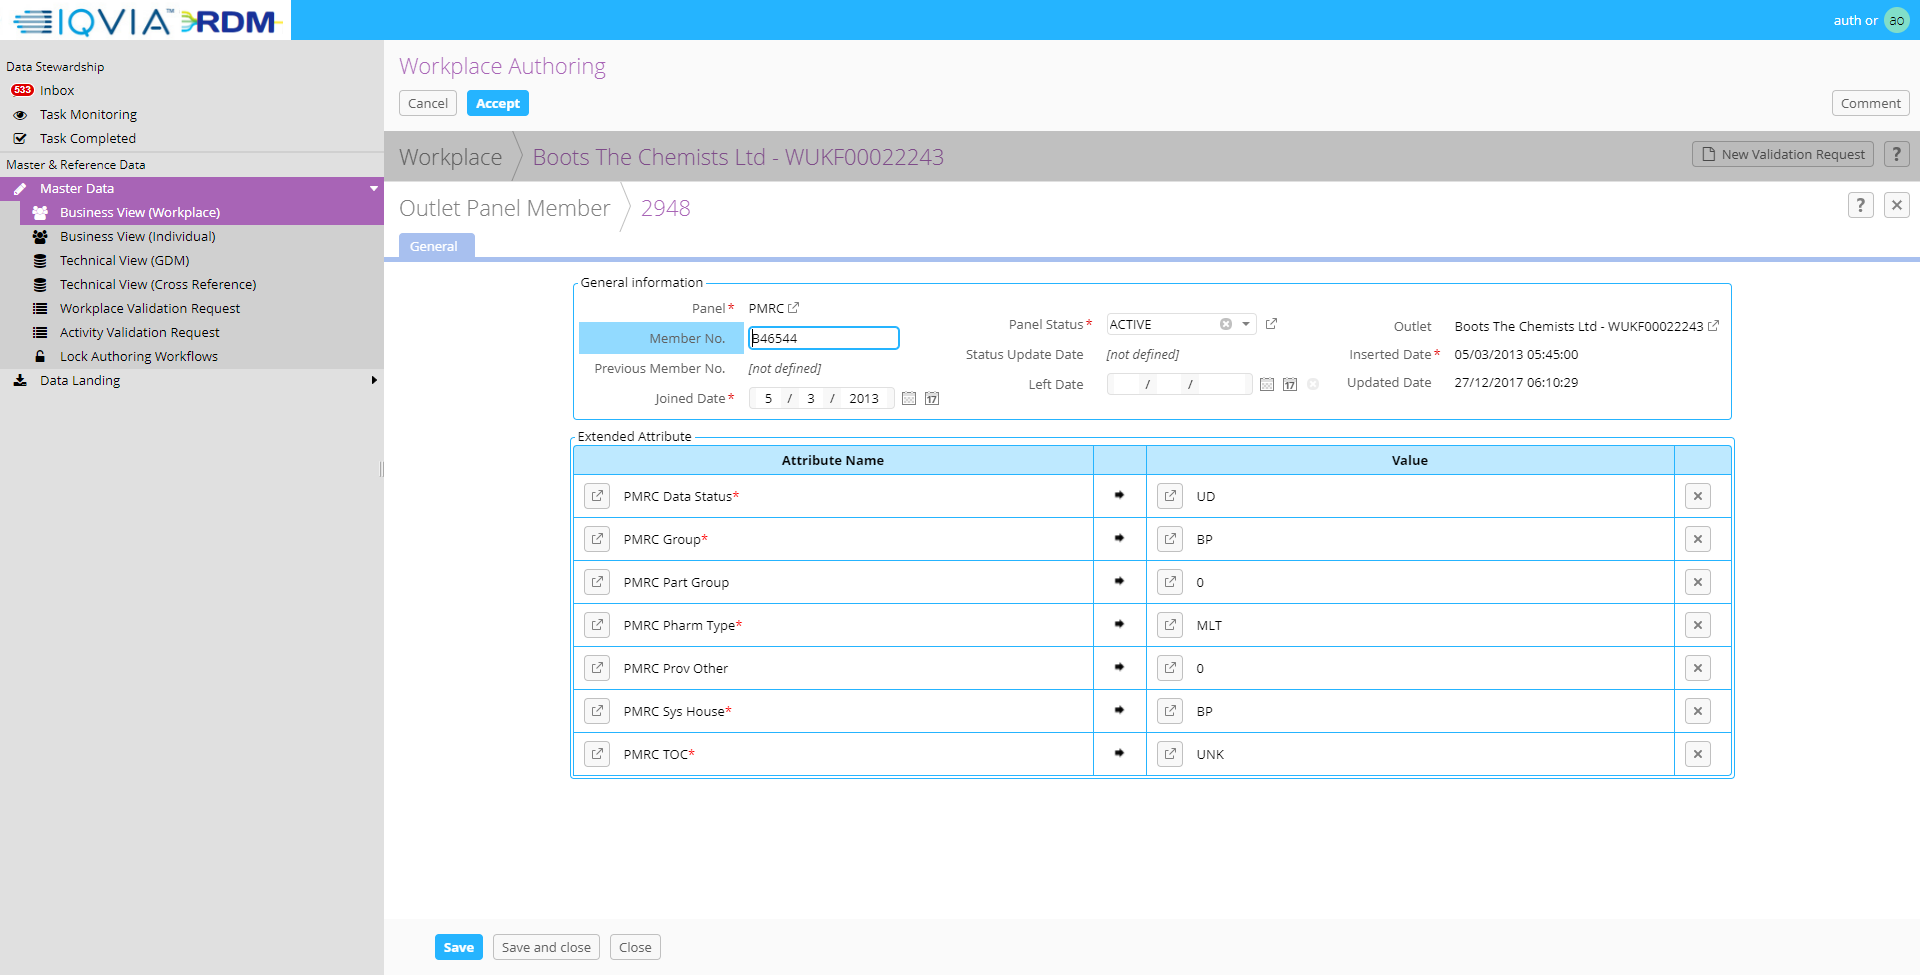 IQVIA™ RDM
auth or ao
Data Stewardship
533 Inbox
Task Monitoring
Task Completed
Master & Reference Data
Master Data
Business View (Workplace)
Business View (Individual)
Technical View (GDM)
Technical View (Cross Reference)
Workplace Validation Request
Activity Validation Request
Lock Authoring Workflows
Data Landing
Workplace Authoring
Cancel Accept Comment
Workplace Boots The Chemists Ltd - WUKF00022243 New Validation Request ?
Outlet Panel Member 2948 ?
General
General information
Panel* PMRC
Member No. B46544
Previous Member No. [not defined]
Joined Date* 5 / 3 / 2013 17
Panel Status* ACTIVE
Status Update Date [not defined]
Left Date / / 17
Outlet Boots The Chemists Ltd - WUKF00022243
Inserted Date* 05/03/2013 05:45:00
Updated Date 27/12/2017 06:10:29
Extended Attribute
Attribute Name Value
PMRC Data Status* UD
PMRC Group* BP
PMRC Part Group 0
PMRC Pharm Type* MLT
PMRC Prov Other 0
PMRC Sys House* BP
PMRC TOC* UNK
Save Save and close Close